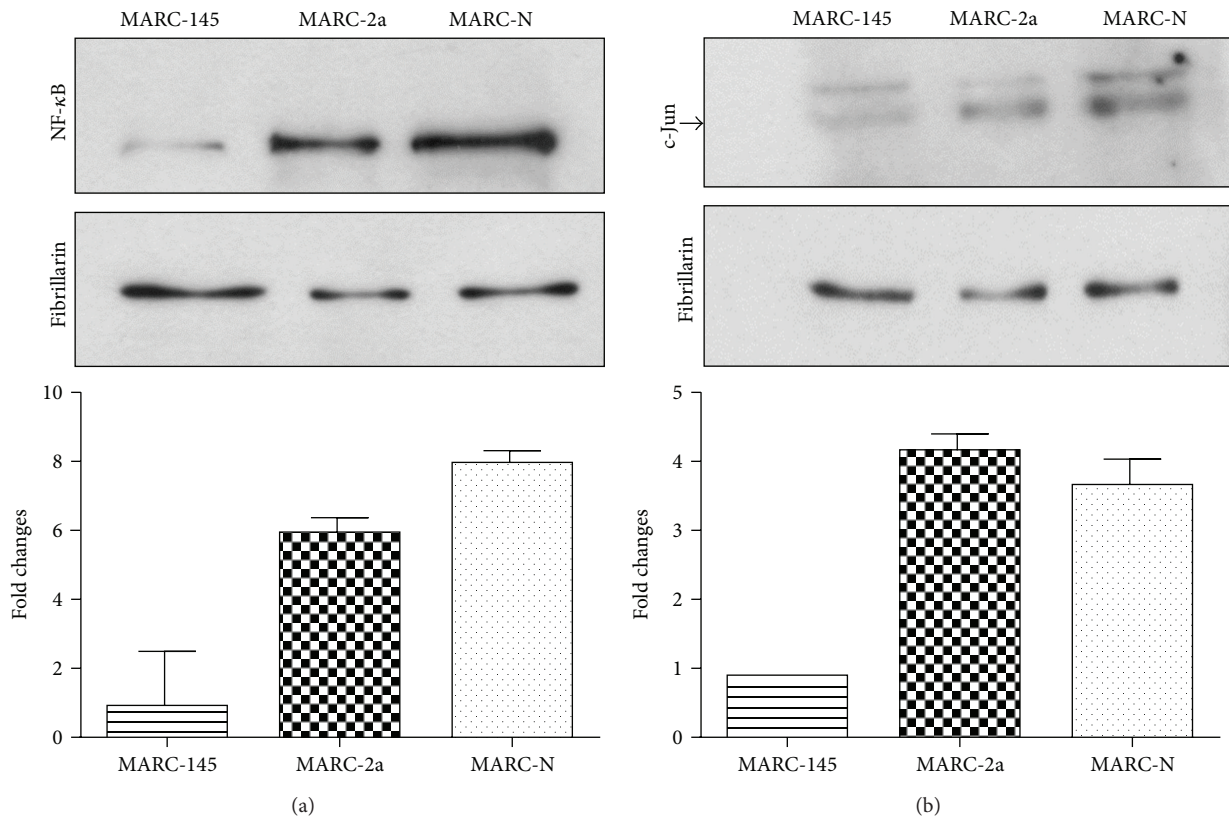 MARC-145 MARC-2a MARC-N
NF-κB
Fibrillarin
10
8
6
4
2
0
Fold changes
MARC-145 MARC-2a MARC-N
(a)
MARC-145 MARC-2a MARC-N
c-Jun
Fibrillarin
5
4
3
2
1
0
Fold changes
MARC-145 MARC-2a MARC-N
(b)